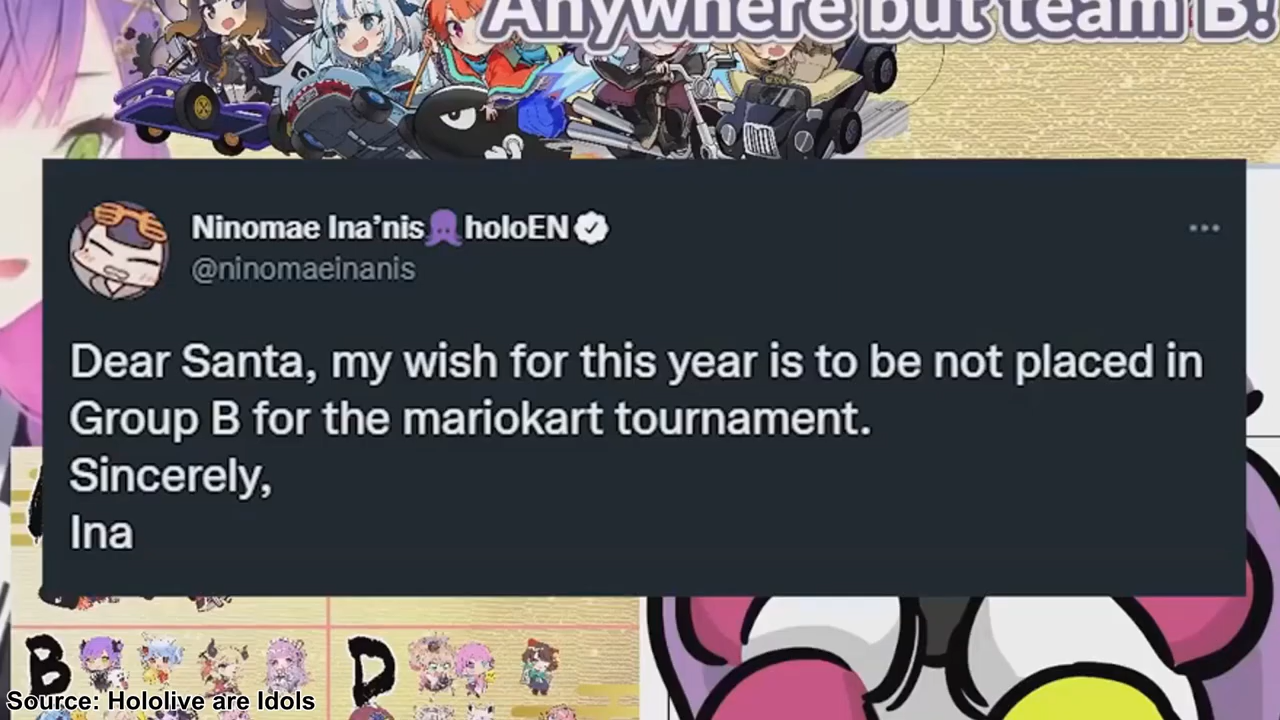 Anywhere but team B!
Ninomae Ina'nis🐙holoEN
@ninomaeinanis
Dear Santa, my wish for this year is to be not placed in
Group B for the mariokart tournament.
Sincerely,
Ina
B
D
Source: Hololive are Idols